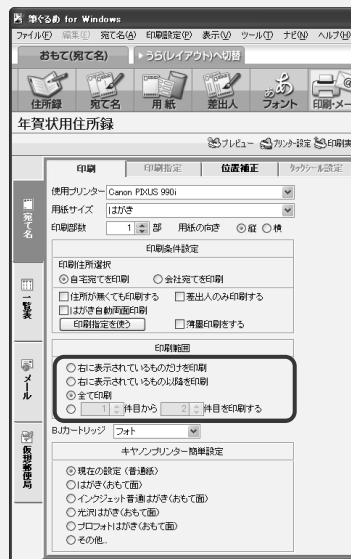 筆ぐるめ for Windows
ファイル(F) 編集(E) 宛て名(A) 印刷設定(P) 表示(V) ツール(T) ナビ(N) ヘルプ(H)
おもて(宛て名) うら(レイアウト)へ切替
住所録 宛て名 用紙 差出人 フォント 印刷・メー
年賀状用住所録
プレビュー プリンタ-設定 印刷実
印刷 印刷指定 位置補正 タックシール設定
宛て名
一覧表
メール
仮想郵便局
使用プリンター Canon PIXUS 990i
用紙サイズ はがき
印刷部数 1 部 用紙の向き 縦 横
印刷条件設定
印刷住所選択
自宅宛てを印刷 会社宛てを印刷
住所が無くても印刷する 差出人のみ印刷する
はがき自動両面印刷
印刷指定を使う 薄墨印刷をする
印刷範囲
右に表示されているものだけを印刷
右に表示されているもの以降を印刷
全て印刷
1 件目から 2 件目を印刷する
BJカートリッジ フォト
キヤノンプリンター簡単設定
現在の設定 (普通紙)
はがき(おもて面)
インクジェット普通はがき(おもて面)
光沢はがき(おもて面)
プロフォトはがき(おもて面)
その他..